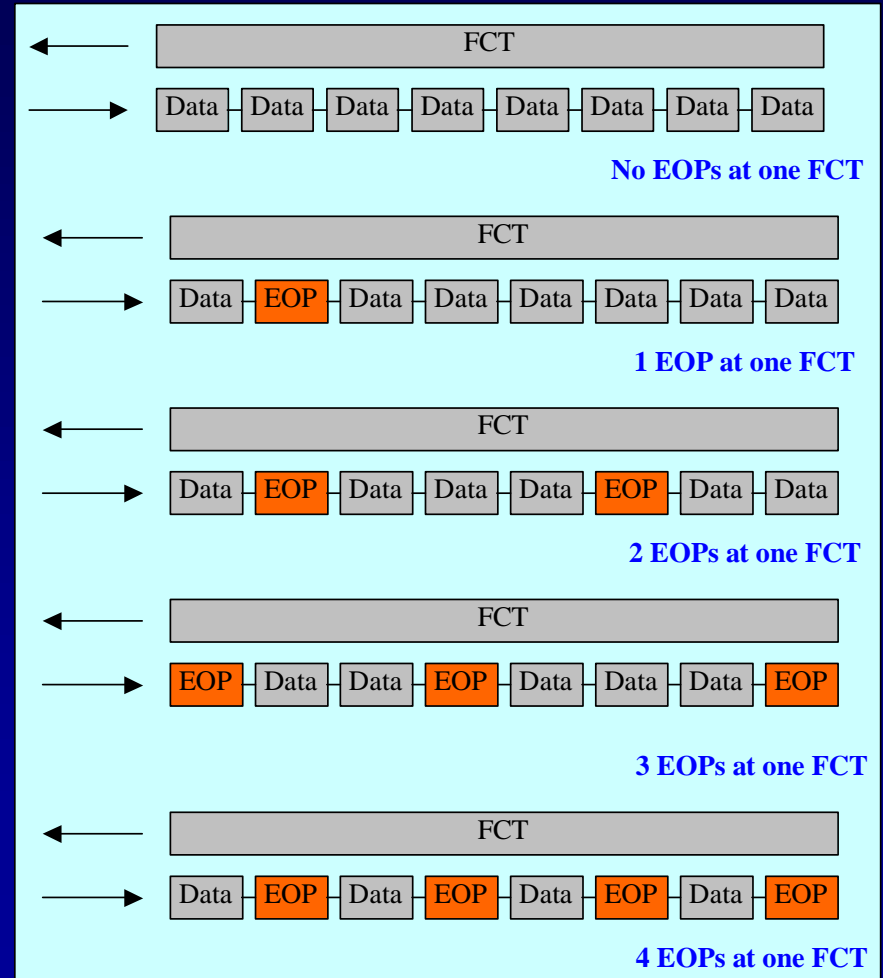 FCT
Data Data Data Data Data Data Data Data
No EOPs at one FCT
FCT
Data EOP Data Data Data Data Data Data
1 EOP at one FCT
FCT
Data EOP Data Data Data EOP Data Data
2 EOPs at one FCT
FCT
EOP Data Data EOP Data Data Data EOP
3 EOPs at one FCT
FCT
Data EOP Data EOP Data EOP Data EOP
4 EOPs at one FCT